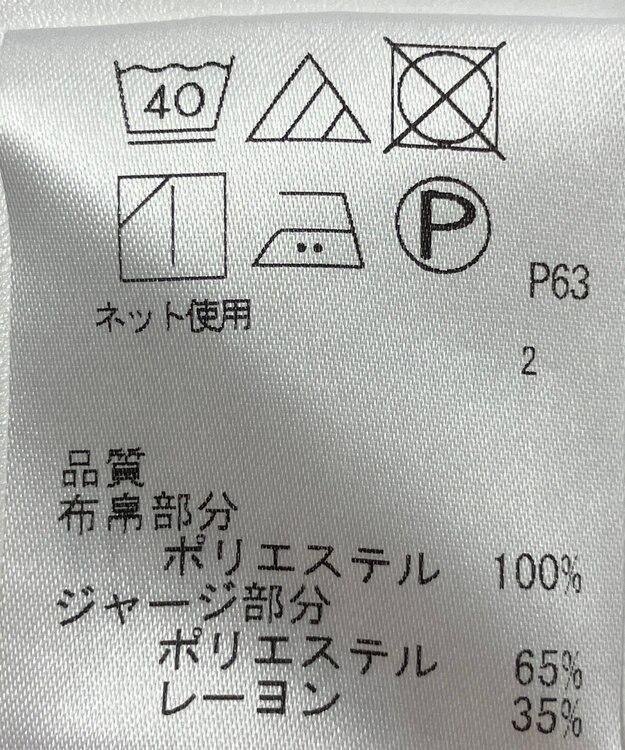 40
P
P63
ネット使用
2
品質
布帛部分
ポリエステル 100%
ジャージ部分
ポリエステル 65%
レーヨン 35%